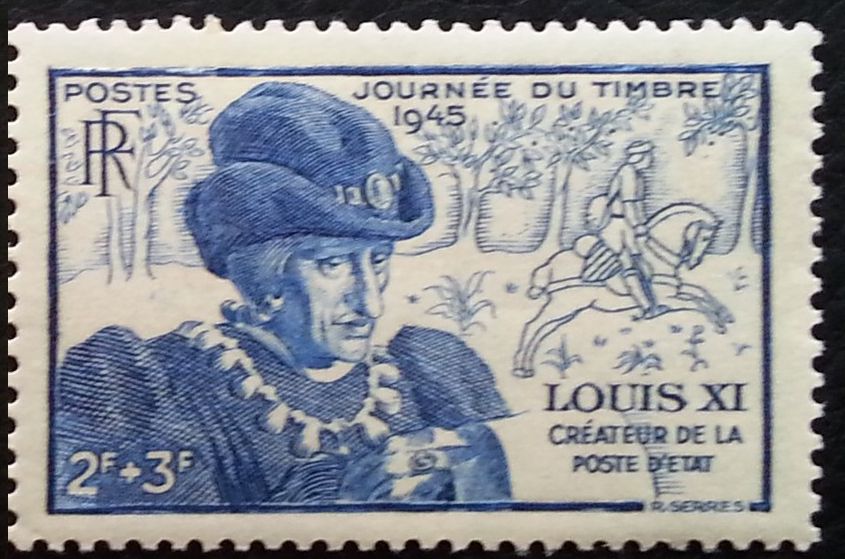 POSTES
JOURNÉE DU TIMBRE
1945
RF
LOUIS XI
CRÉATEUR DE LA
POSTE D'ETAT
2F+3F
R. SERRES